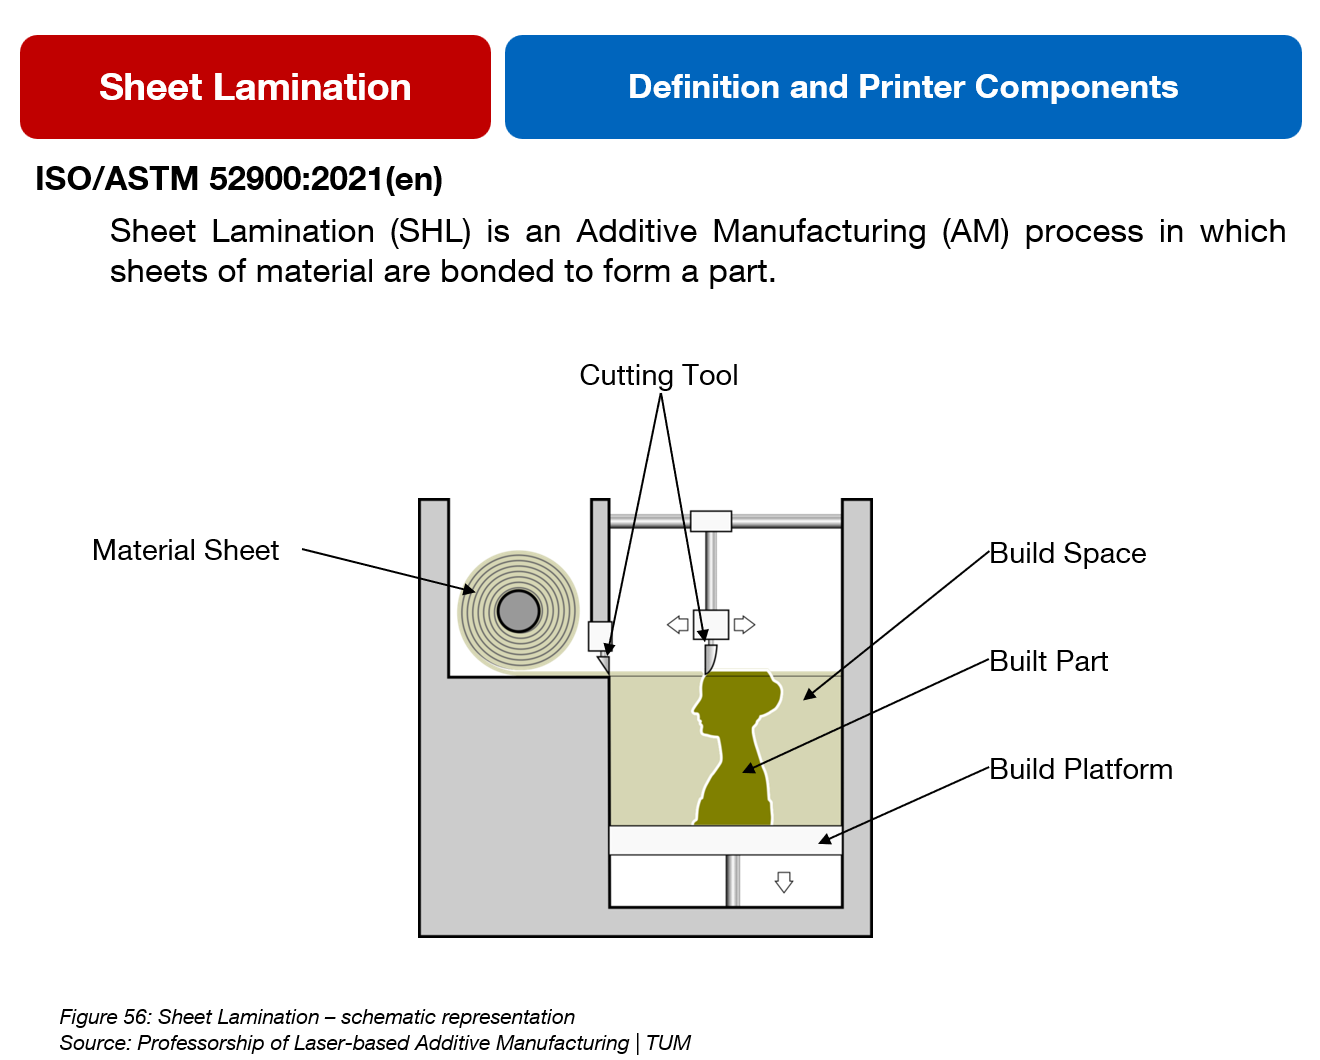 Sheet Lamination
Definition and Printer Components
ISO/ASTM 52900:2021(en)
Sheet Lamination (SHL) is an Additive Manufacturing (AM) process in which
sheets of material are bonded to form a part.
Cutting Tool
Material Sheet
Build Space
Built Part
Build Platform
Figure 56: Sheet Lamination – schematic representation
Source: Professorship of Laser-based Additive Manufacturing | TUM